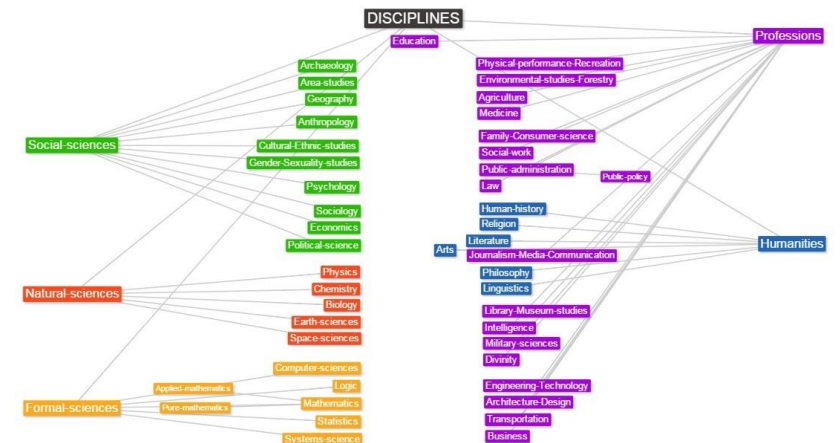 DISCIPLINES
Education
Professions
Archaeology
Area-studies
Geography
Anthropology
Social-sciences
Cultural-Ethnic-studies
Gender-Sexuality-studies
Psychology
Sociology
Economics
Political-science
Physics
Natural-sciences
Chemistry
Biology
Earth-sciences
Space-sciences
Computer-sciences
Applied-mathematics
Logic
Formal-sciences
Pure-mathematics
Mathematics
Statistics
Systems-science
Physical-performance-Recreation
Environmental-studies-Forestry
Agriculture
Medicine
Family-Consumer-science
Social-work
Public-administration
Public-policy
Law
Human-history
Religion
Literature
Arts
Humanities
Journalism-Media-Communication
Philosophy
Linguistics
Library-Museum-studies
Intelligence
Military-sciences
Divinity
Engineering-Technology
Architecture-Design
Transportation
Business